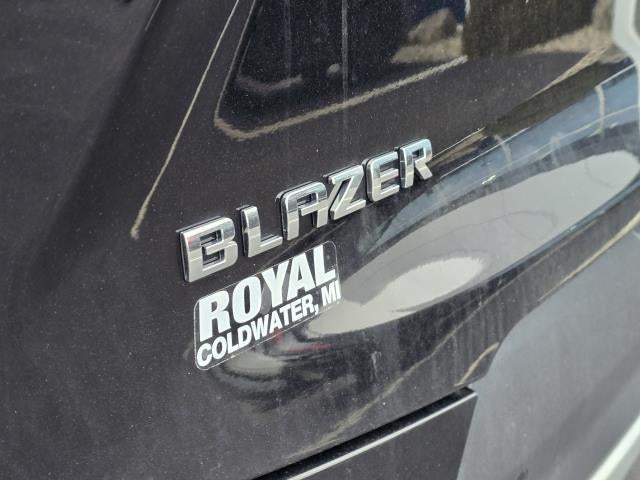 BLAZER
ROYAL
COLDWATER, MI